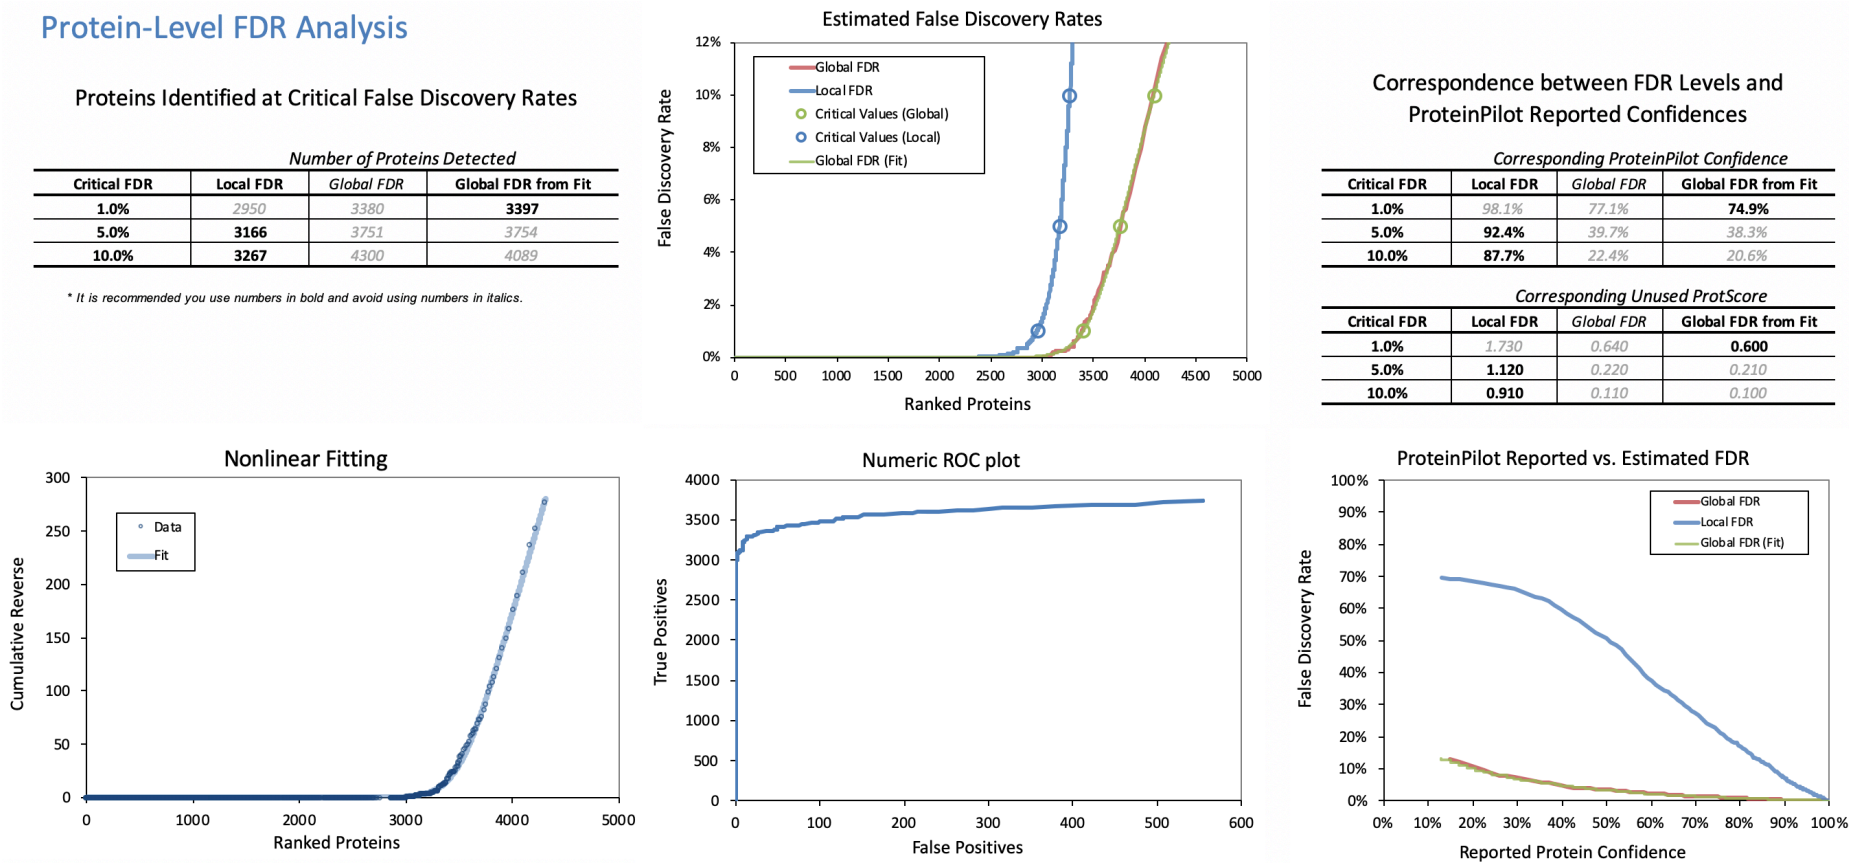 Protein-Level FDR Analysis
Proteins Identified at Critical False Discovery Rates
Number of Proteins Detected
Critical FDR Local FDR Global FDR Global FDR from Fit
1.0% 2950 3380 3397
5.0% 3166 3751 3754
10.0% 3267 4300 4089
* It is recommended you use numbers in bold and avoid using numbers in italics.
Estimated False Discovery Rates
False Discovery Rate
12%
10%
8%
6%
4%
2%
0%
Global FDR
Local FDR
Critical Values (Global)
Critical Values (Local)
Global FDR (Fit)
0 500 1000 1500 2000 2500 3000 3500 4000 4500 5000
Ranked Proteins
Correspondence between FDR Levels and
ProteinPilot Reported Confidences
Corresponding ProteinPilot Confidence
Critical FDR Local FDR Global FDR Global FDR from Fit
1.0% 98.1% 77.1% 74.9%
5.0% 92.4% 39.7% 38.3%
10.0% 87.7% 22.4% 20.6%
Corresponding Unused ProtScore
Critical FDR Local FDR Global FDR Global FDR from Fit
1.0% 1.730 0.640 0.600
5.0% 1.120 0.220 0.210
10.0% 0.910 0.110 0.100
Nonlinear Fitting
Cumulative Reverse
300
250
200
150
100
50
0
Data
Fit
0 1000 2000 3000 4000 5000
Ranked Proteins
Numeric ROC plot
True Positives
4000
3500
3000
2500
2000
1500
1000
500
0
0 100 200 300 400 500 600
False Positives
ProteinPilot Reported vs. Estimated FDR
False Discovery Rate
100%
90%
80%
70%
60%
50%
40%
30%
20%
10%
0%
Global FDR
Local FDR
Global FDR (Fit)
0% 10% 20% 30% 40% 50% 60% 70% 80% 90% 100%
Reported Protein Confidence